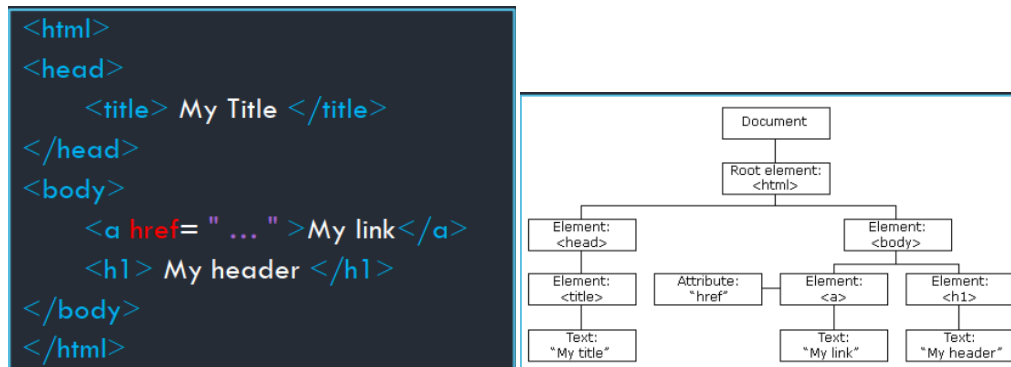 <html>
<head>
<title> My Title </title>
</head>
<body>
<a href= " ... " >My link</a>
<h1> My header </h1>
</body>
</html>
Document
Root element:
<html>
Element:
<head>
Element:
<body>
Element:
<title>
Attribute:
"href"
Element:
<a>
Element:
<h1>
Text:
"My title"
Text:
"My link"
Text:
"My header"